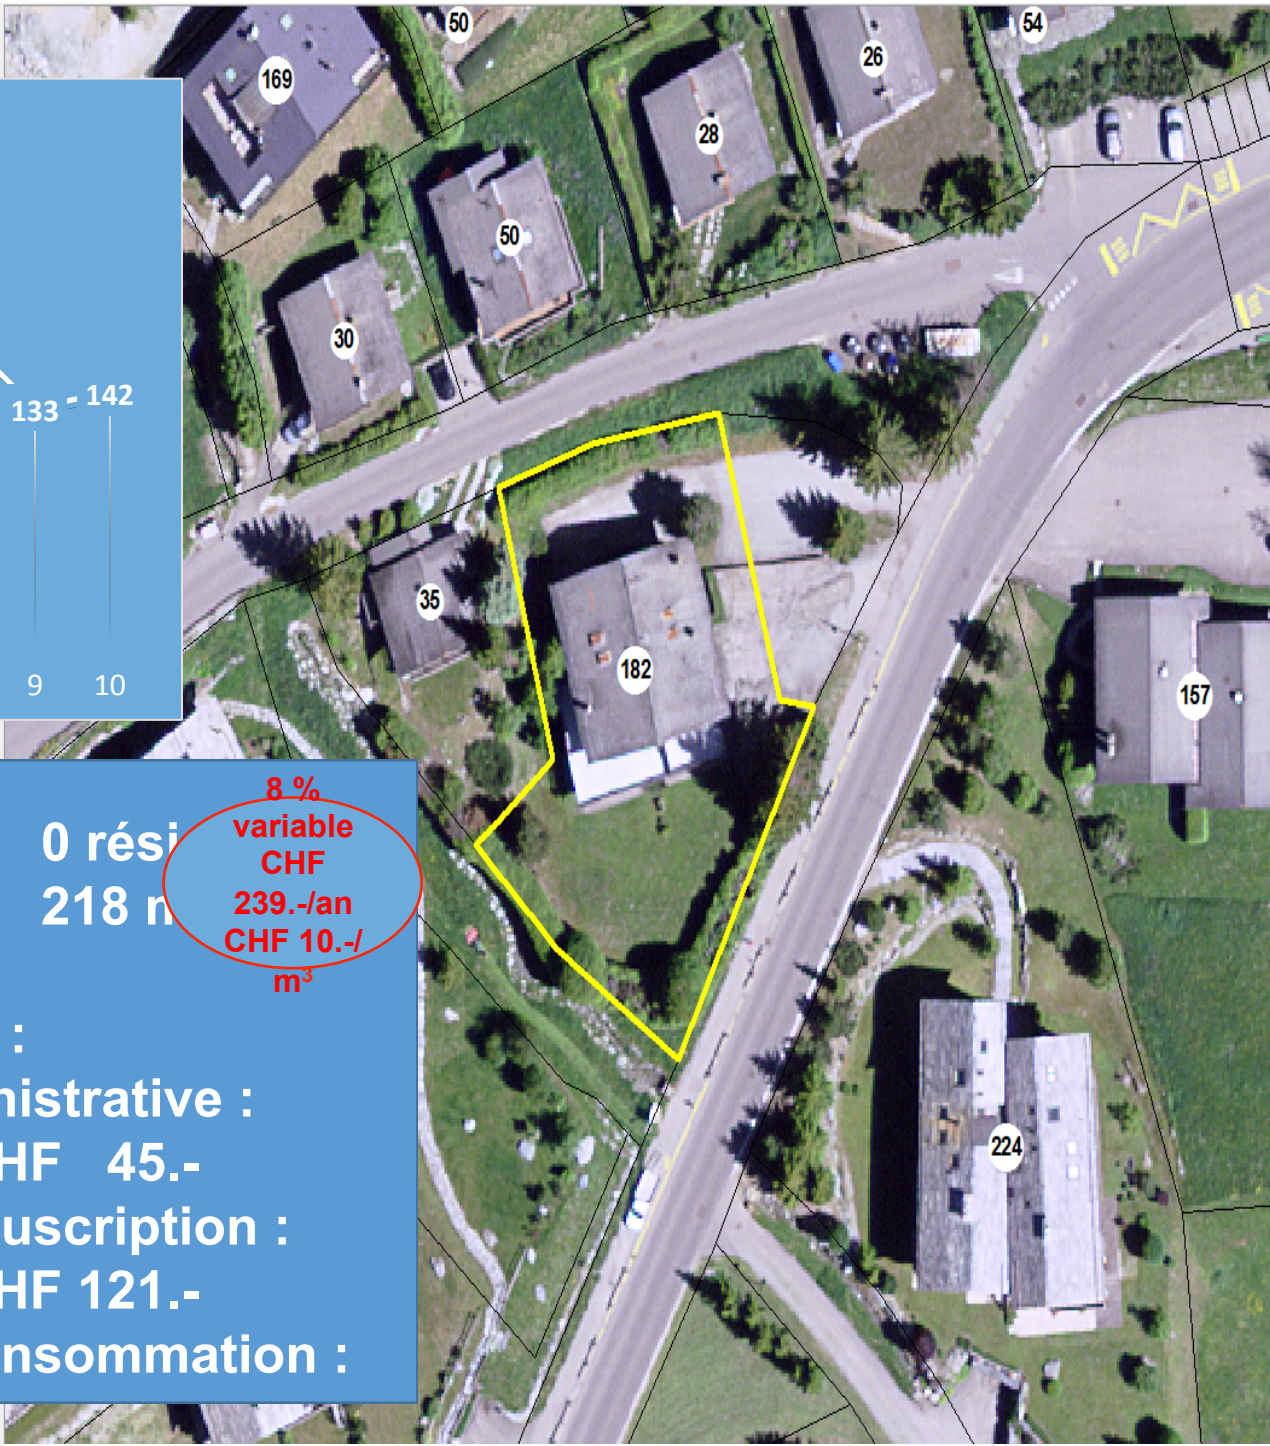 50
54
26
169
28
50
30
133
142
35
182
157
9
10
8 %
variable
CHF
239.-/an
CHF 10.-/
m³
0 rési
218 n
:
nistrative :
HF 45.-
uscription :
HF 121.-
nsommation :
224